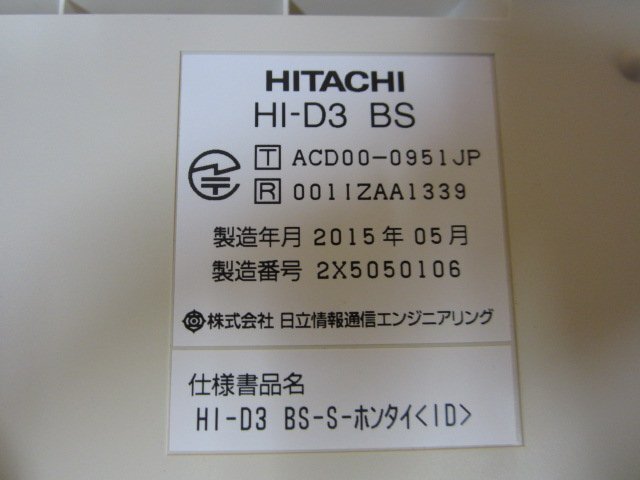 HITACHI
HI-D3 BS
T ACD00-0951JP
R 001IZAA1339
製造年月 2015年 05月
製造番号 2X5050106
株式会社 日立情報通信エンジニアリング
仕様書品名
HI-D3 BS-S-ホンタイ<ID>